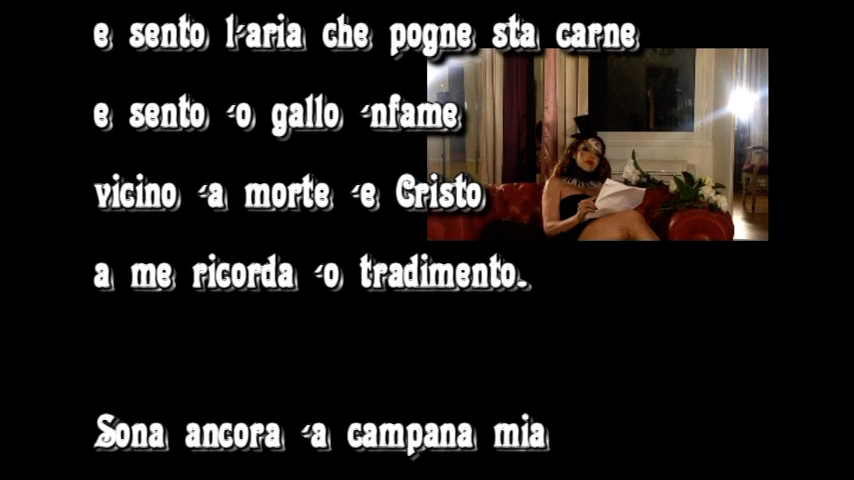 e sento l'aria che pogne sta carne
e sento 'o gallo 'nfame
vicino 'a morte 'e Cristo
a me ricorda 'o tradimento.
Sona ancora 'a campana mia